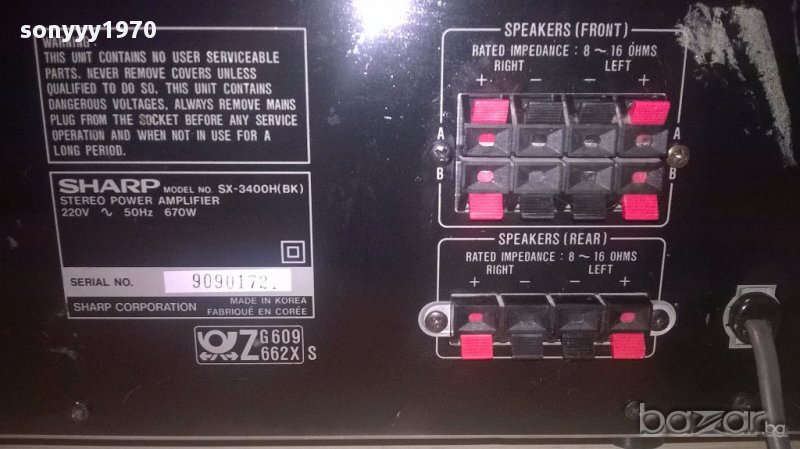 sonyyy1970
WARNING:
THIS UNIT CONTAINS NO USER SERVICEABLE
PARTS. NEVER REMOVE COVERS UNLESS
QUALIFIED TO DO SO. THIS UNIT CONTAINS
DANGEROUS VOLTAGES. ALWAYS REMOVE MAINS
PLUG FROM THE SOCKET BEFORE ANY SERVICE
OPERATION AND WHEN NOT IN USE FOR A
LONG PERIOD.
SHARP MODEL NO. SX-3400H(BK)
STEREO POWER AMPLIFIER
220V ∿ 50Hz 670W
SERIAL NO. 90901721
SHARP CORPORATION
MADE IN KOREA
FABRIQUÉ EN CORÉE
Z G609
662X S
SPEAKERS (FRONT)
RATED IMPEDANCE : 8 ～ 16 OHMS
RIGHT LEFT
+ − − +
A A
B B
SPEAKERS (REAR)
RATED IMPEDANCE : 8 ～ 16 OHMS
RIGHT LEFT
+ − − +
bazar.bg